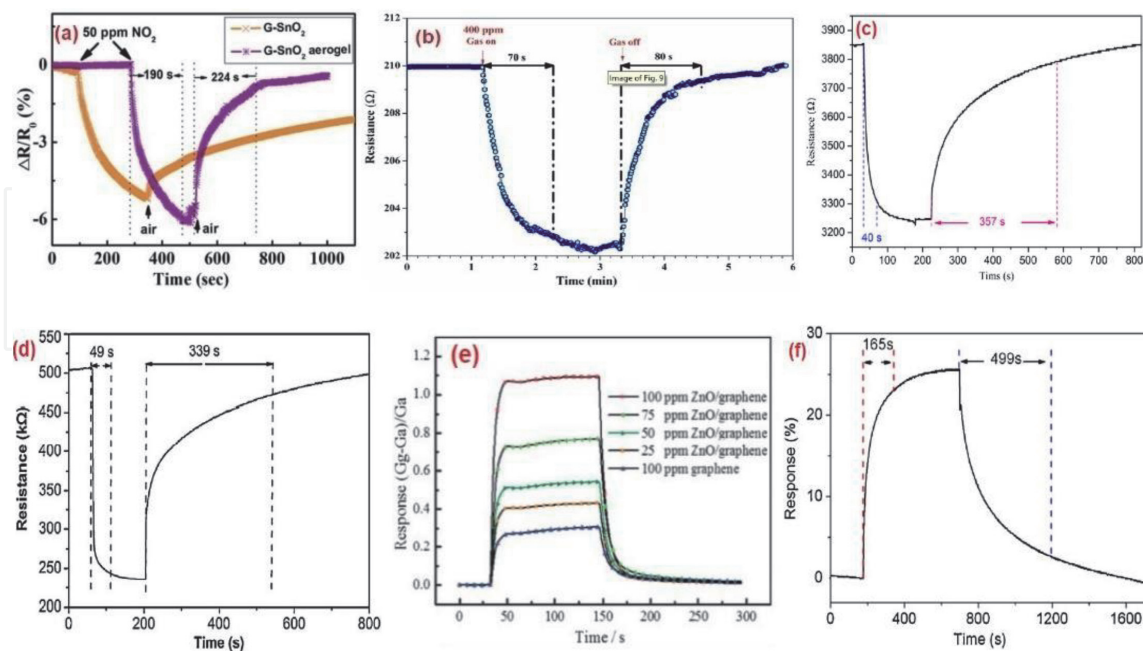 (a)
50 ppm NO2
G-SnO2
G-SnO2 aerogel
190 s
224 s
air
air
ΔR/R0 (%)
0
-3
-6
0 200 400 600 800 1000
Time (sec)
(b)
400 ppm
Gas on
70 s
Gas off
80 s
Image of Fig. 9
Resistance (Ω)
212
210
208
206
204
202
0 1 2 3 4 5 6
Time (min)
(c)
Resistance (Ω)
3900
3800
3700
3600
3500
3400
3300
3200
40 s
357 s
0 100 200 300 400 500 600 700 800
Tims (s)
(d)
49 s
339 s
Resistance (kΩ)
550
500
450
400
350
300
250
200
0 200 400 600 800
Time (s)
(e)
Response (Gg-Ga)/Ga
1.2
1.0
0.8
0.6
0.4
0.2
0.0
100 ppm ZnO/graphene
75 ppm ZnO/graphene
50 ppm ZnO/graphene
25 ppm ZnO/graphene
100 ppm graphene
0 50 100 150 200 250 300
Time / s
(f)
165s
499s
Response (%)
30
20
10
0
0 400 800 1200 1600
Time (s)